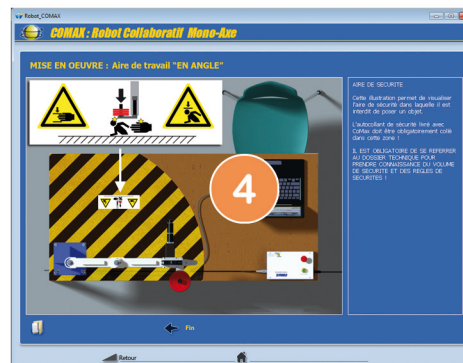 Robot_COMAX
COMAX : Robot Collaboratif Mono-Axe
MISE EN OEUVRE : Aire de travail "EN ANGLE"
AIRE DE SECURITE
Cette illustration permet de visualiser
l'aire de sécurité dans laquelle il est
interdit de poser un objet.
L'autocollant de sécurité livré avec
CoMax doit être obligatoirement collé
dans cette zone !
IL EST OBLIGATOIRE DE SE REFERRER
AU DOSSIER TECHNIQUE POUR
PRENDRE CONNAISSANCE DU VOLUME
DE SECURITE ET DES REGLES DE
SECURITES !
4
COMAX
Fin
Retour